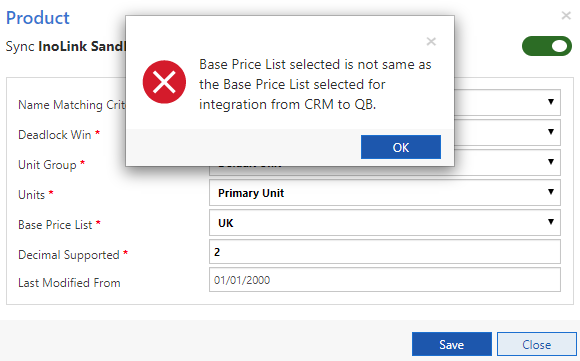 Product
Sync InoLink Sand
Base Price List selected is not same as
the Base Price List selected for
integration from CRM to QB.
OK
Name Matching Crit
Deadlock Win *
Unit Group *
Units * Primary Unit
Base Price List * UK
Decimal Supported * 2
Last Modified From 01/01/2000
Save Close